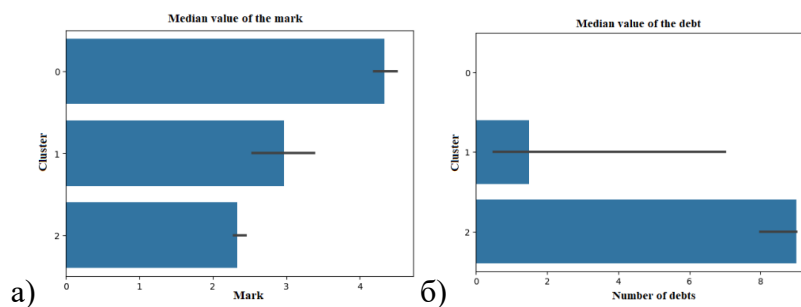 Median value of the mark
0
1
2
Cluster
0
1
2
3
4
Mark
а)
Median value of the debt
0
1
2
Cluster
0
2
4
6
8
Number of debts
б)